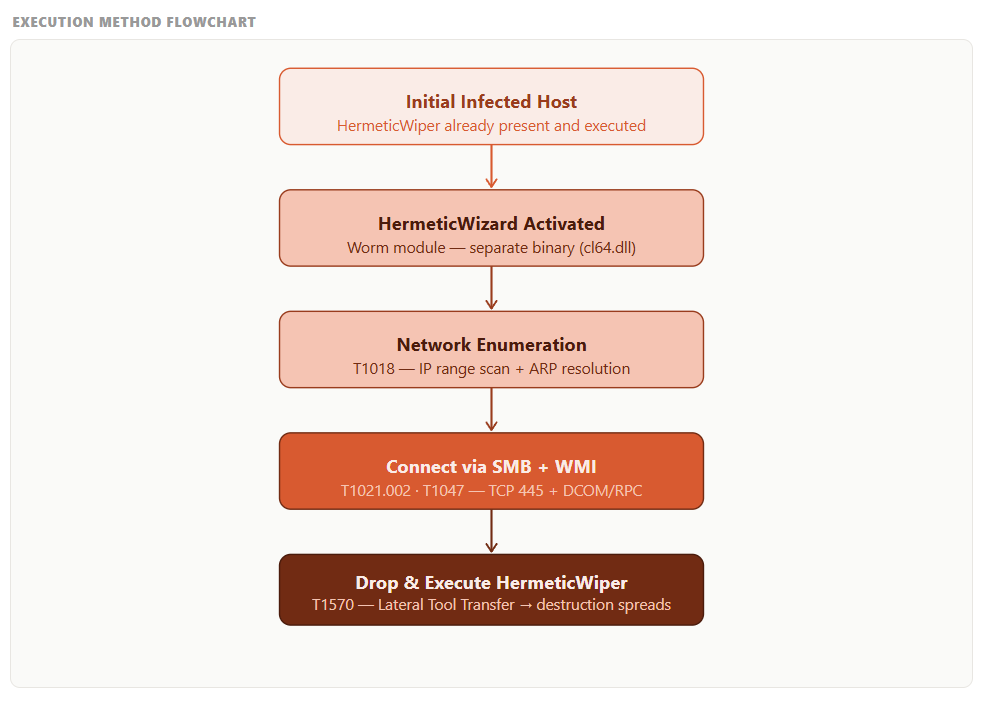 EXECUTION METHOD FLOWCHART
Initial Infected Host
HermeticWiper already present and executed
HermeticWizard Activated
Worm module — separate binary (cl64.dll)
Network Enumeration
T1018 — IP range scan + ARP resolution
Connect via SMB + WMI
T1021.002 · T1047 — TCP 445 + DCOM/RPC
Drop & Execute HermeticWiper
T1570 — Lateral Tool Transfer → destruction spreads